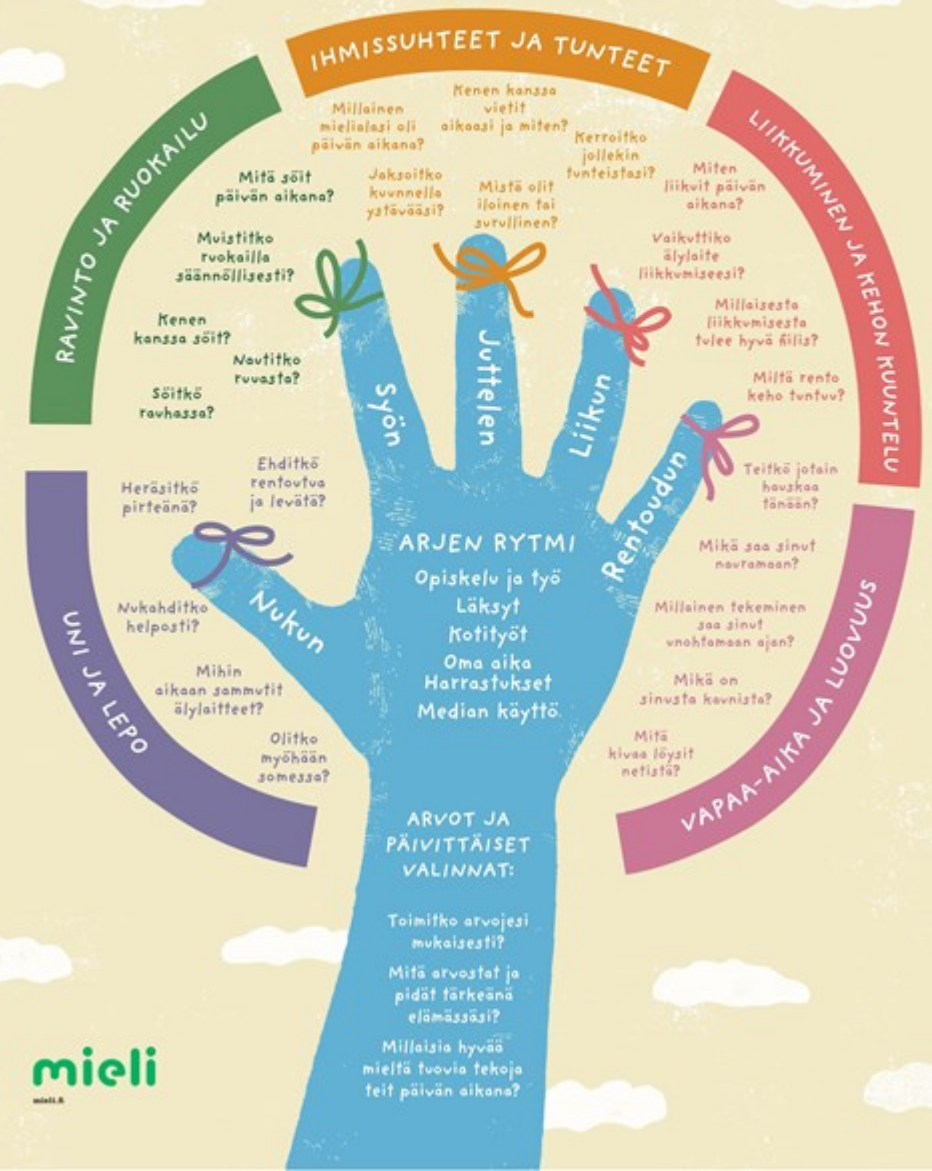 IHMISSUHTEET JA TUNTEET
Millainen
mielialasi oli
päivän aikana?
Kenen kanssa
vietit
aikaasi ja miten?
Kerroitko
jollekin
tunteistasi?
Jaksoitko
kuunnella
ystävääsi?
Mistä olit
iloinen tai
surullinen?
RAVINTO JA RUOKAILU
Mitä söit
päivän aikana?
Muistitko
ruokailla
säännöllisesti?
Kenen
kanssa söit?
Nautitko
ruuasta?
Söitkö
rauhassa?
LIIKKUMINEN JA KEHON KUUNTELU
Miten
liikuit päivän
aikana?
Vaikuttiko
älylaite
liikkumiseesi?
Millaisesta
liikkumisesta
tulee hyvä fiilis?
Miltä rento
keho tuntuu?
Syön
Juttelen
Liikun
Rentoudun
Nukun
UNI JA LEPO
Heräsitkö
pirteänä?
Ehditkö
rentoutua
ja levätä?
Nukahditko
helposti?
Mihin
aikaan sammutit
älylaitteet?
Olitko
myöhään
somessa?
VAPAA-AIKA JA LUOVUUS
Teitkö jotain
hauskaa
tänään?
Mikä saa sinut
nauramaan?
Millainen tekeminen
saa sinut
unohtamaan ajan?
Mikä on
sinusta kaunista?
Mitä
kivaa löysit
netistä?
ARJEN RYTMI
Opiskelu ja työ
Läksyt
Kotityöt
Oma aika
Harrastukset
Median käyttö
ARVOT JA
PÄIVITTÄISET
VALINNAT:
Toimitko arvojesi
mukaisesti?
Mitä arvostat ja
pidät tärkeänä
elämässäsi?
Millaisia hyvää
mieltä tuovia tekoja
teit päivän aikana?
mieli
mieli.fi